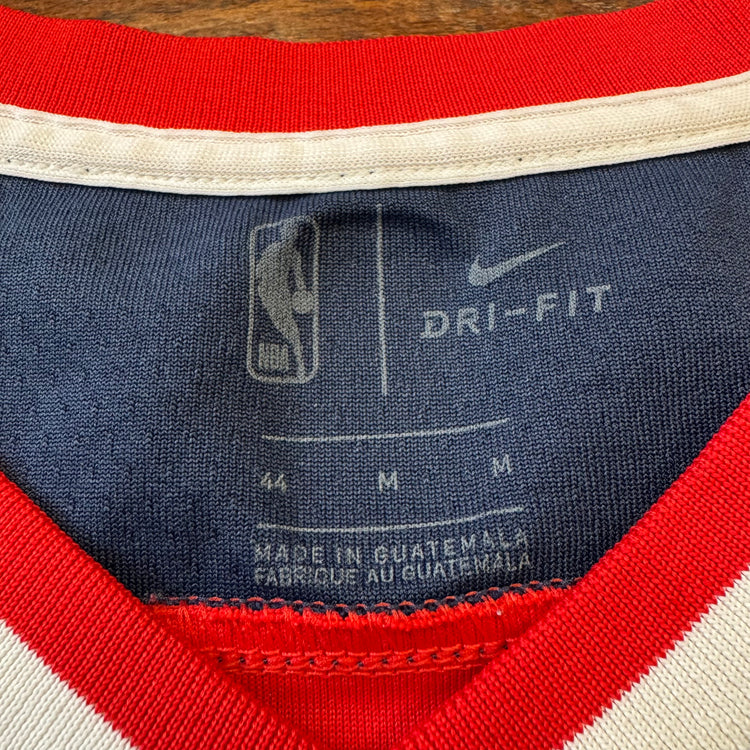 DRI-FIT
44 M M
MADE IN GUATEMALA
FABRIQUE AU GUATEMALA